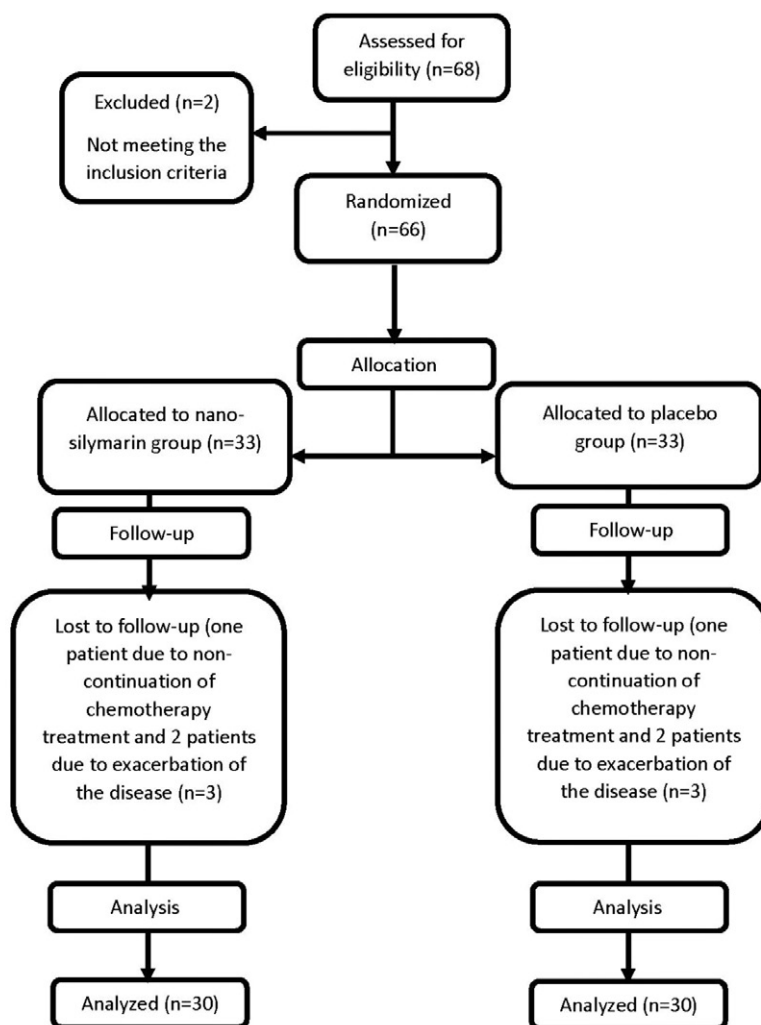 Assessed for
eligibility (n=68)
Excluded (n=2)
Not meeting the
inclusion criteria
Randomized
(n=66)
Allocation
Allocated to nano-
silymarin group (n=33)
Allocated to placebo
group (n=33)
Follow-up
Follow-up
Lost to follow-up (one
patient due to non-
continuation of
chemotherapy
treatment and 2 patients
due to exacerbation of
the disease (n=3)
Lost to follow-up (one
patient due to non-
continuation of
chemotherapy
treatment and 2 patients
due to exacerbation of
the disease (n=3)
Analysis
Analysis
Analyzed (n=30)
Analyzed (n=30)